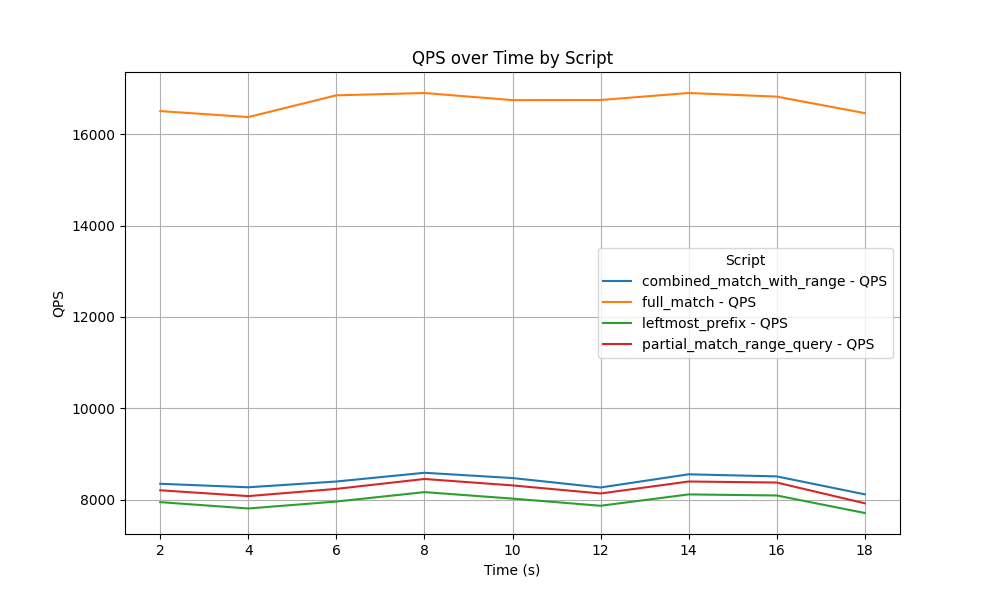 QPS over Time by Script
16000
14000
12000
10000
8000
QPS
Script
combined_match_with_range - QPS
full_match - QPS
leftmost_prefix - QPS
partial_match_range_query - QPS
2 4 6 8 10 12 14 16 18
Time (s)